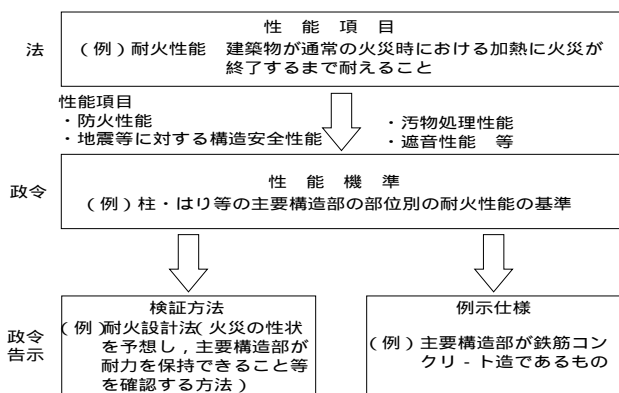 性 能 項 目
法
(例)耐火性能 建築物が通常の火災時における加熱に火災が
終了するまで耐えること
性能項目
・防火性能
・地震等に対する構造安全性能
・汚物処理性能
・遮音性能 等
性 能 基 準
政令
(例)柱・はり等の主要構造部の部位別の耐火性能の基準
検証方法
政令
告示
(例)耐火設計法(火災の性状
を予想し,主要構造部が
耐力を保持できること等
を確認する方法)
例示仕様
(例)主要構造部が鉄筋コン
クリ-ト造であるもの